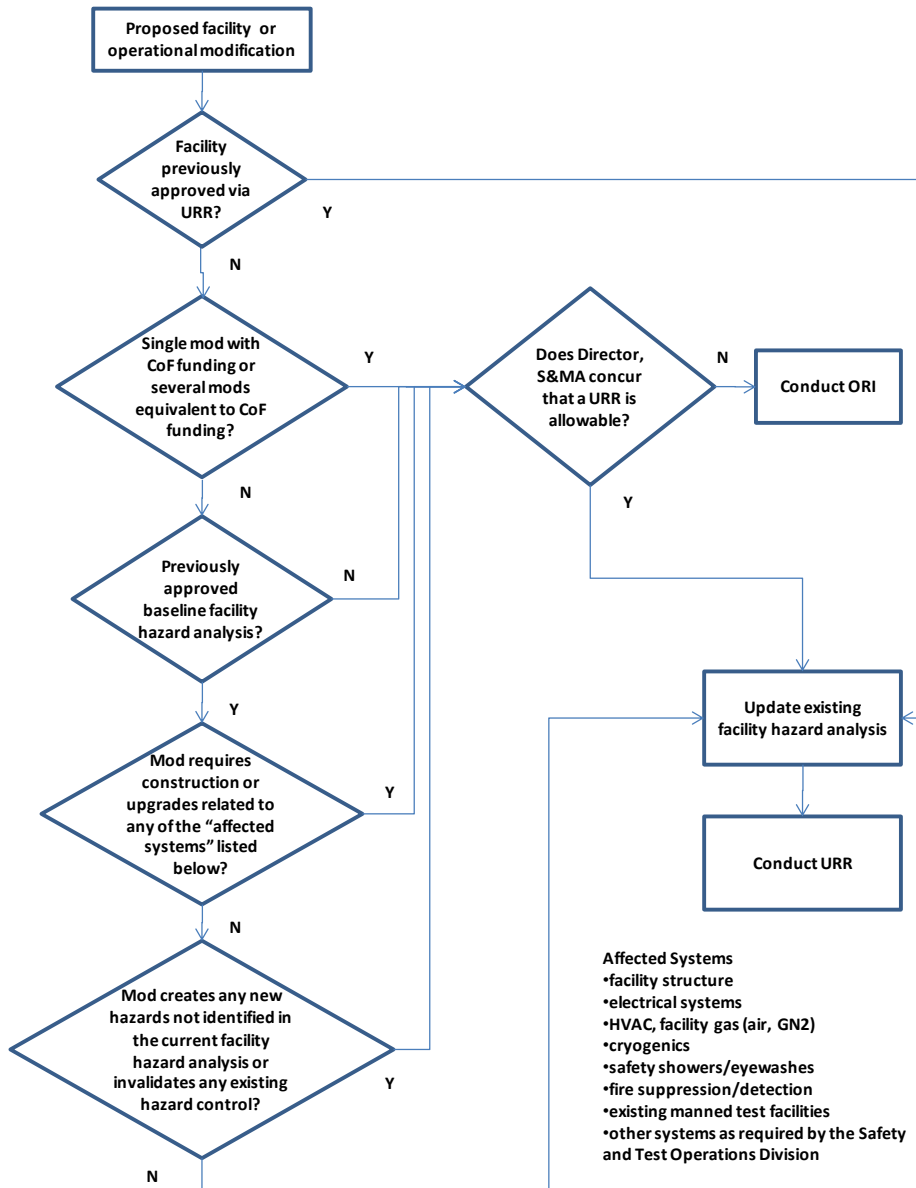 Proposed facility or
operational modification
Facility
previously
approved via
URR?
Y
N
Single mod with
CoF funding or
several mods
equivalent to CoF
funding?
Y
Does Director,
S&MA concur
that a URR is
allowable?
N
Conduct ORI
N
Y
Previously
approved
baseline facility
hazard analysis?
N
Y
Update existing
facility hazard analysis
Mod requires
construction or
upgrades related to
any of the “affected
systems” listed
below?
Y
Conduct URR
N
Mod creates any new
hazards not identified in
the current facility
hazard analysis or
invalidates any existing
hazard control?
Y
N
Affected Systems
•facility structure
•electrical systems
•HVAC, facility gas (air, GN2)
•cryogenics
•safety showers/eyewashes
•fire suppression/detection
•existing manned test facilities
•other systems as required by the Safety
and Test Operations Division